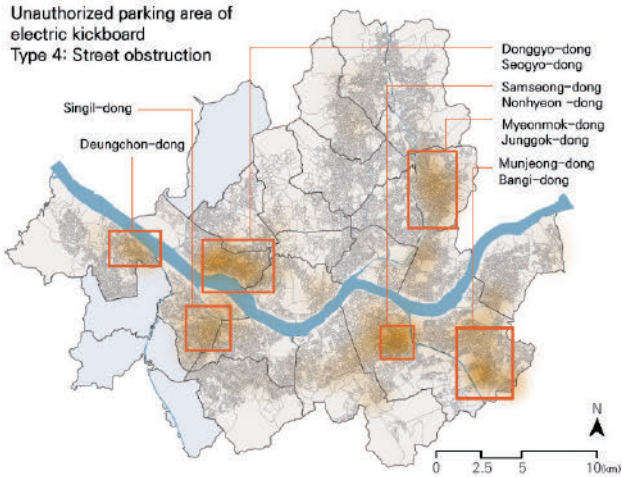 Unauthorized parking area of
electric kickboard
Type 4: Street obstruction
Donggyo-dong
Seogyo-dong
Samseong-dong
Nonhyeon -dong
Singil-dong
Myeonmok-dong
Junggok-dong
Deungchon-dong
Munjeong-dong
Bangi-dong
N
0 2.5 5 10(km)